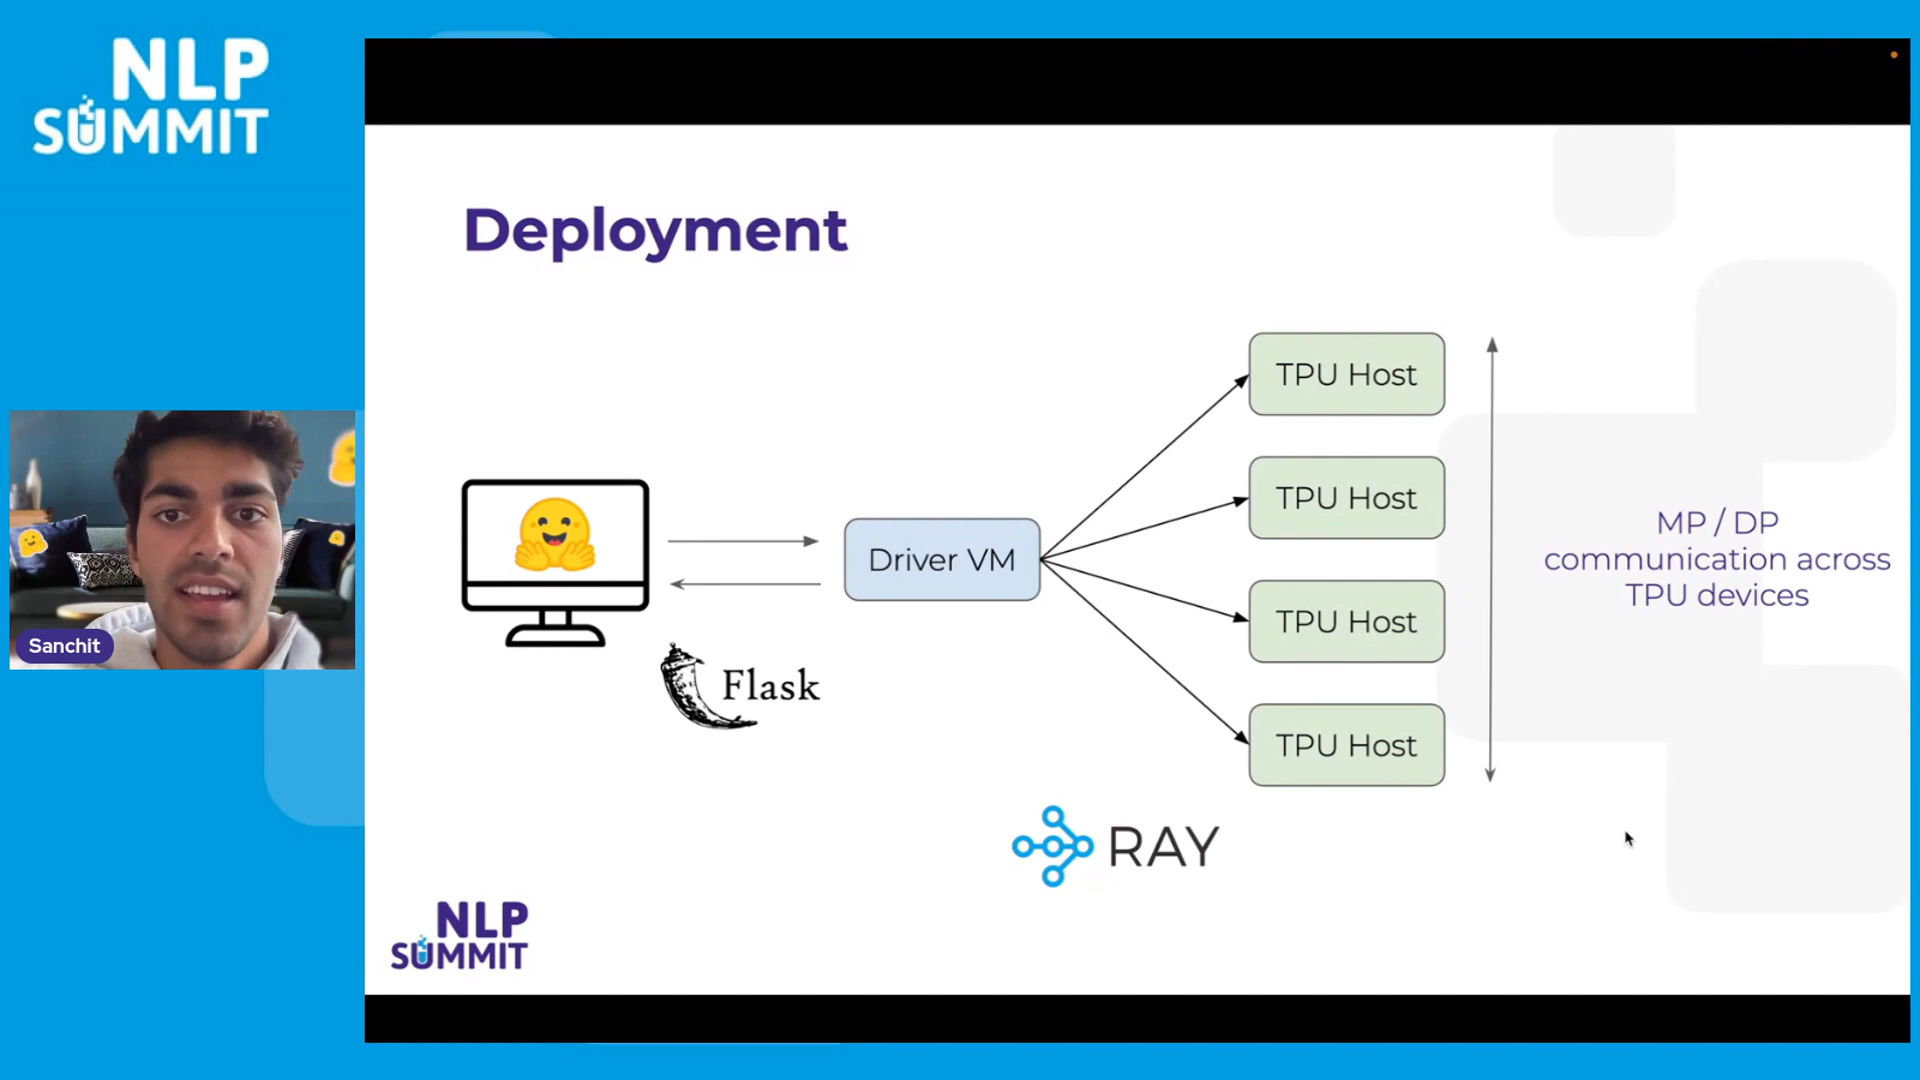 NLP
SUMMIT
Deployment
TPU Host
TPU Host
MP / DP
communication across
TPU devices
Driver VM
TPU Host
Sanchit
Flask
TPU Host
RAY
NLP
SUMMIT